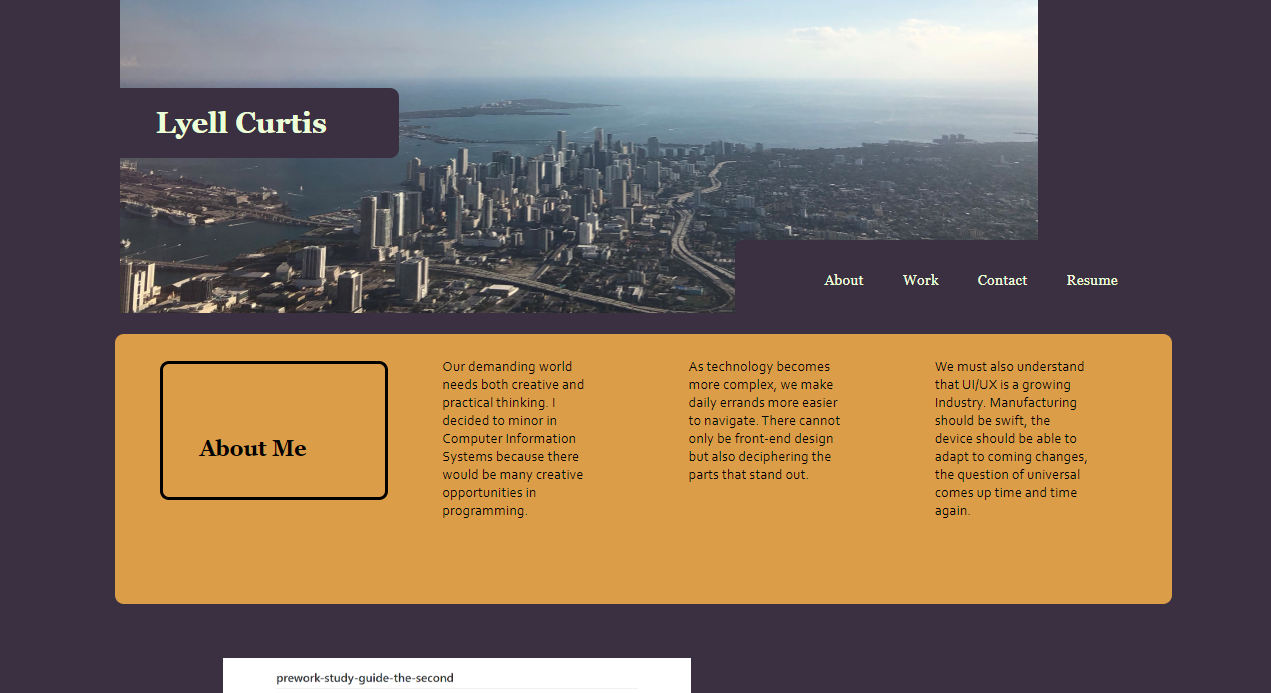 Lyell Curtis
About Work Contact Resume
About Me
Our demanding world
needs both creative and
practical thinking. I
decided to minor in
Computer Information
Systems because there
would be many creative
opportunities in
programming.
As technology becomes
more complex, we make
daily errands more easier
to navigate. There cannot
only be front-end design
but also deciphering the
parts that stand out.
We must also understand
that UI/UX is a growing
Industry. Manufacturing
should be swift, the
device should be able to
adapt to coming changes,
the question of universal
comes up time and time
again.
prework-study-guide-the-second